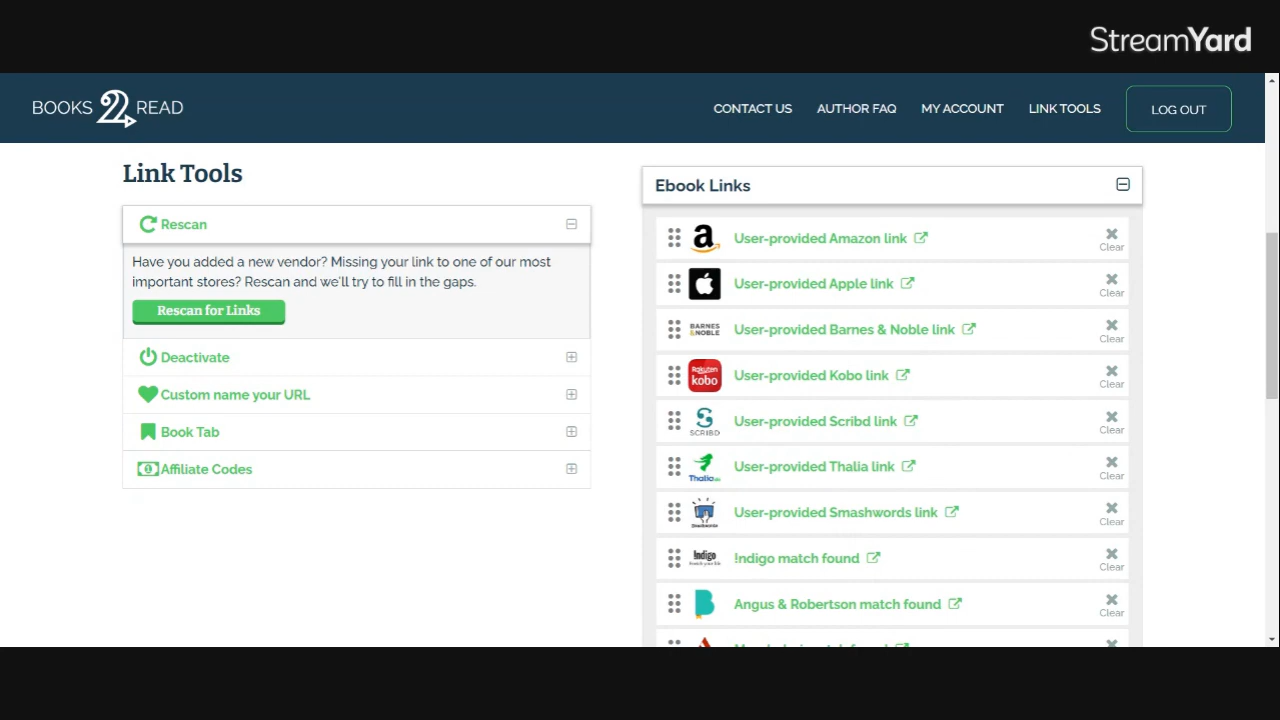 StreamYard
BOOKS 2 READ
CONTACT US
AUTHOR FAQ
MY ACCOUNT
LINK TOOLS
LOG OUT
Link Tools
Rescan
Have you added a new vendor? Missing your link to one of our most
important stores? Rescan and we'll try to fill in the gaps.
Rescan for Links
Deactivate
Custom name your URL
Book Tab
Affiliate Codes
Ebook Links
a
User-provided Amazon link
Clear
User-provided Apple link
Clear
BARNES
&NOBLE
User-provided Barnes & Noble link
Clear
Rakuten
kobo
User-provided Kobo link
Clear
SCRIBD
User-provided Scribd link
Clear
Thalia.de
User-provided Thalia link
Clear
Smashwords
User-provided Smashwords link
Clear
!ndigo
!ndigo match found
Clear
Angus & Robertson match found
Clear